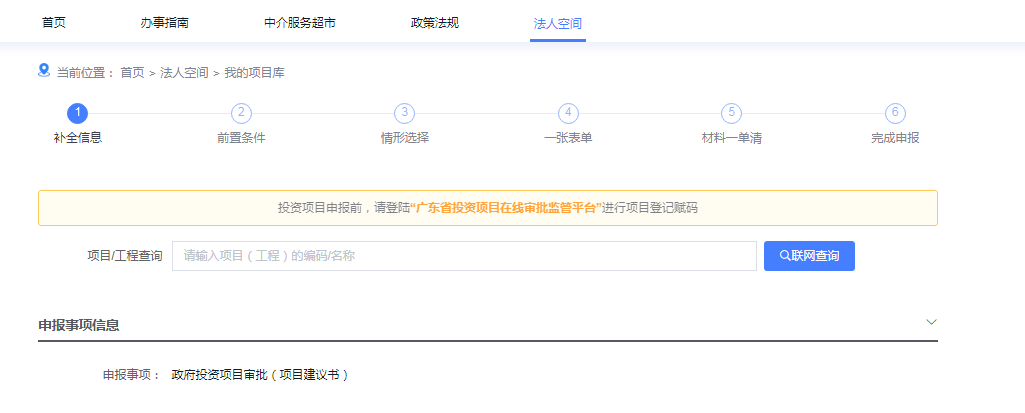 首页 办事指南 中介服务超市 政策法规 法人空间
当前位置： 首页 > 法人空间 > 我的项目库
1 2 3 4 5 6
补全信息 前置条件 情形选择 一张表单 材料一单清 完成申报
投资项目申报前，请登陆“广东省投资项目在线审批监管平台”进行项目登记赋码
项目/工程查询 请输入项目（工程）的编码/名称 联网查询
申报事项信息
申报事项： 政府投资项目审批（项目建议书）